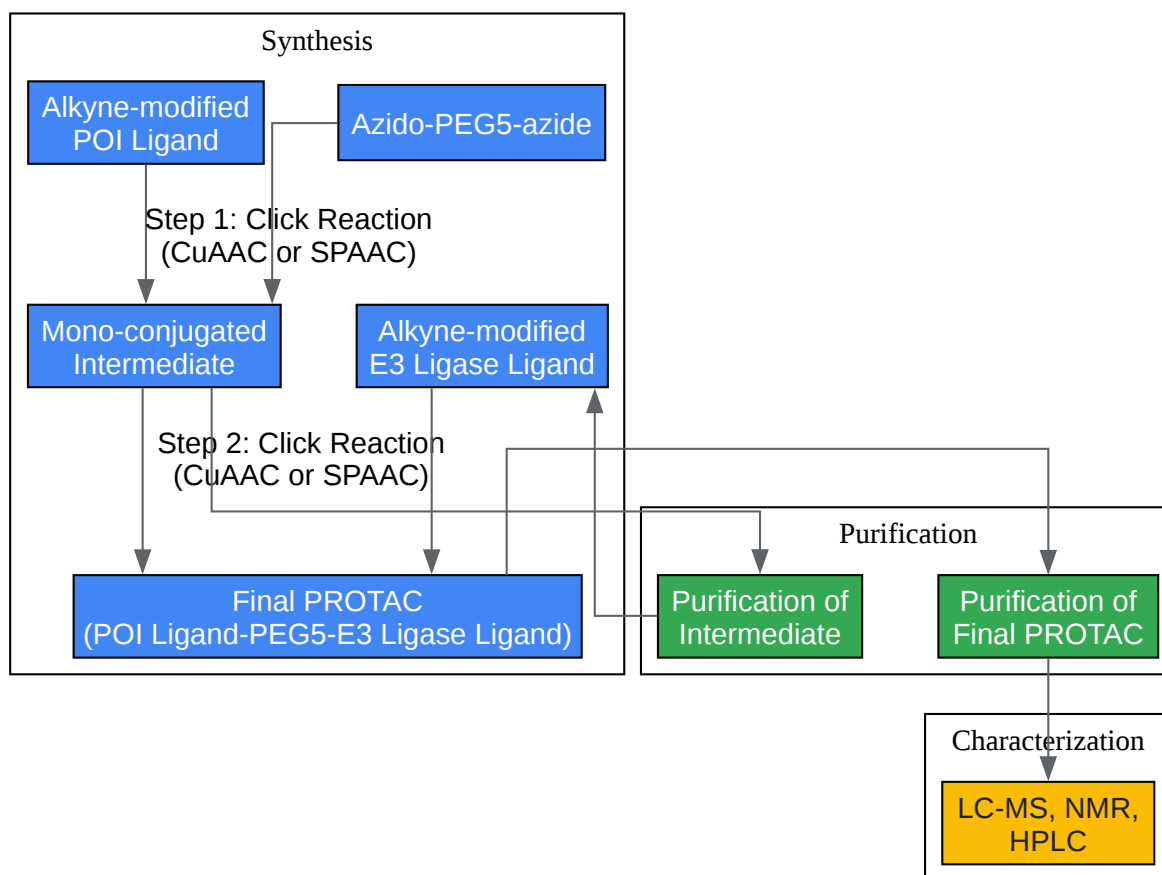 Synthesis
Alkyne-modified
POI Ligand
Azido-PEG5-azide
Step 1: Click Reaction
(CuAAC or SPAAC)
Mono-conjugated
Intermediate
Alkyne-modified
E3 Ligase Ligand
Step 2: Click Reaction
(CuAAC or SPAAC)
Final PROTAC
(POI Ligand-PEG5-E3 Ligase Ligand)
Purification
Purification of
Intermediate
Purification of
Final PROTAC
Characterization
LC-MS, NMR,
HPLC